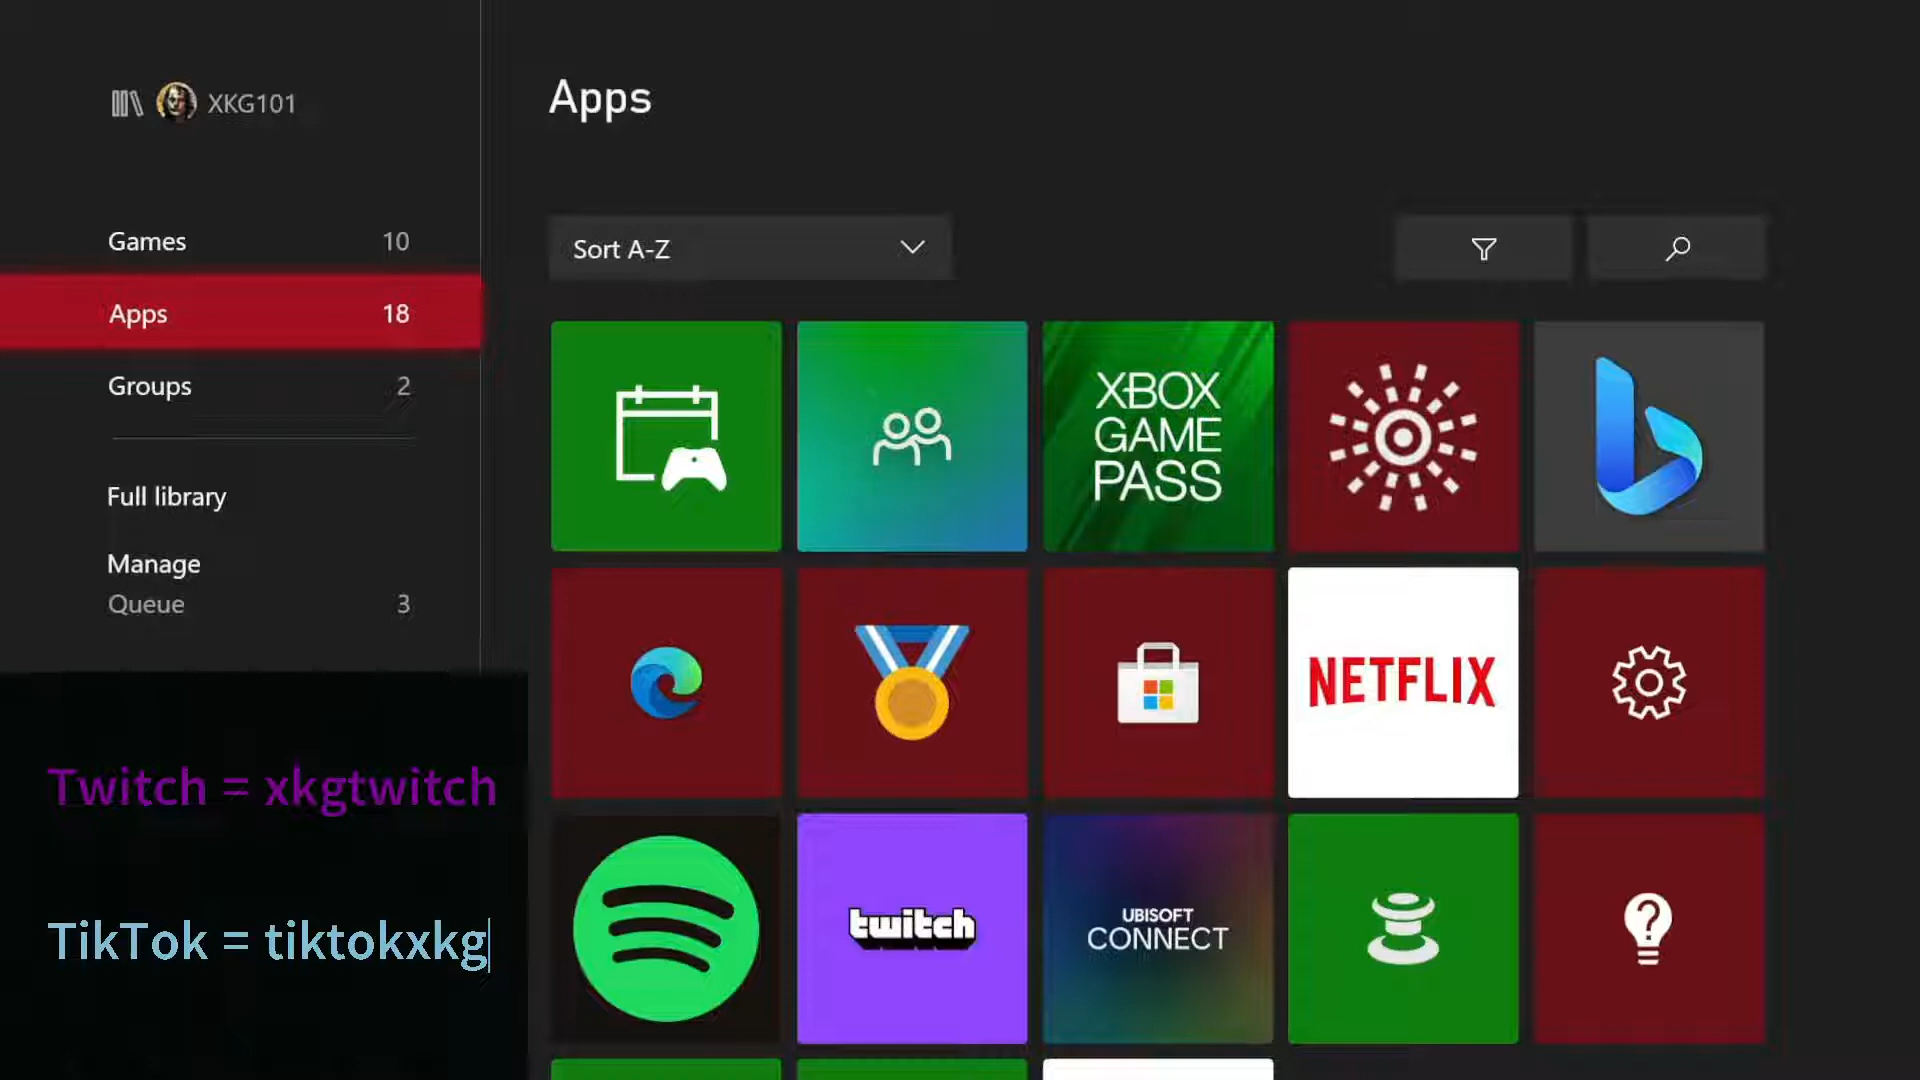 XKG101
Apps
Games 10
Apps 18
Groups 2
Full library
Manage
Queue 3
Sort A-Z
XBOX
GAME
PASS
NETFLIX
twitch
UBISOFT
CONNECT
Twitch = xkgtwitch
TikTok = tiktokxkg